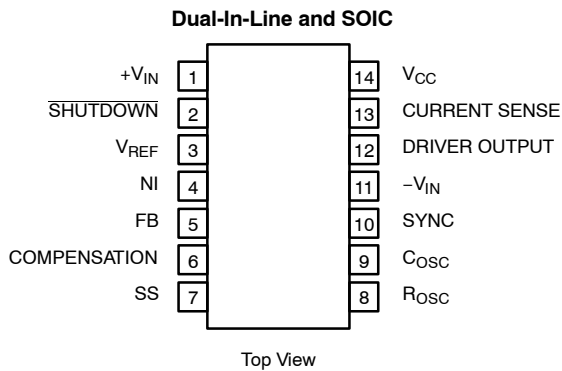 Dual-In-Line and SOIC
+VIN 1 14 VCC
SHUTDOWN 2 13 CURRENT SENSE
VREF 3 12 DRIVER OUTPUT
NI 4 11 −VIN
FB 5 10 SYNC
COMPENSATION 6 9 COSC
SS 7 8 ROSC
Top View